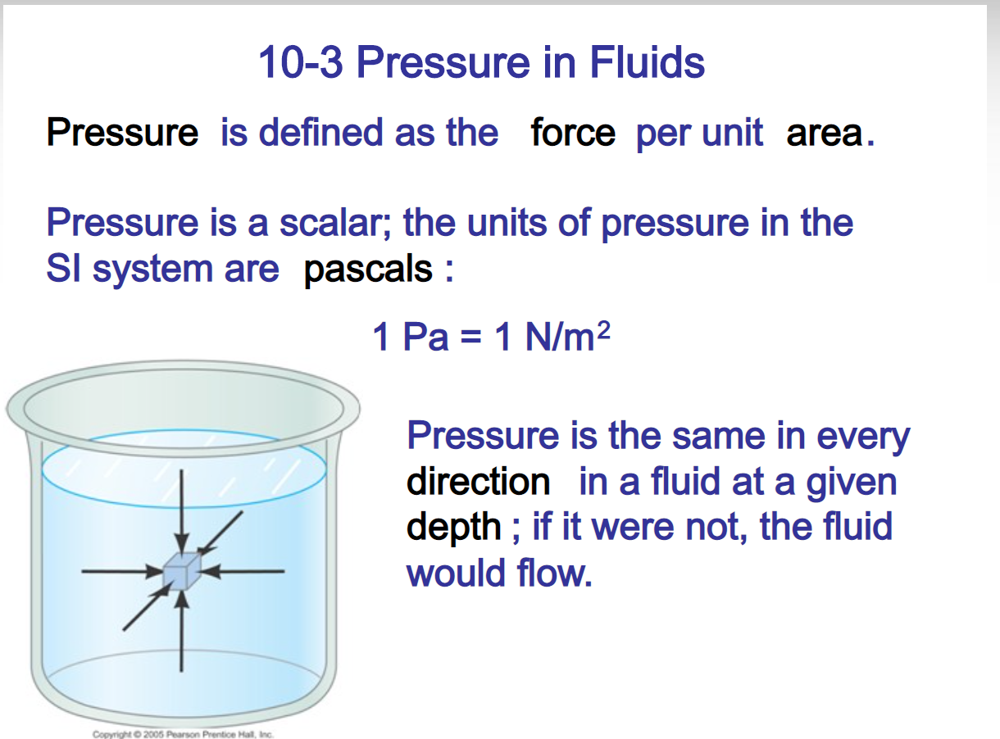 10-3 Pressure in Fluids
Pressure is defined as the force per unit area.
Pressure is a scalar; the units of pressure in the
SI system are pascals :
1 Pa = 1 N/m²
Pressure is the same in every
direction in a fluid at a given
depth ; if it were not, the fluid
would flow.
Copyright © 2005 Pearson Prentice Hall, Inc.